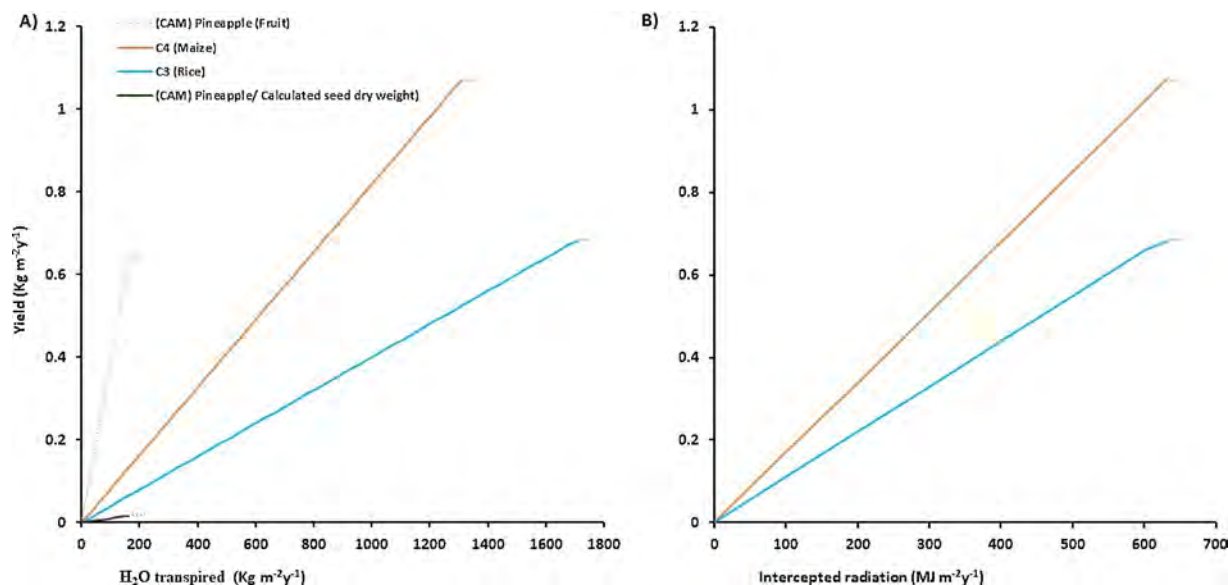 A)
(CAM) Pineapple (Fruit)
C4 (Maize)
C3 (Rice)
(CAM) Pineapple/ Calculated seed dry weight)
Yield (Kg m⁻²y⁻¹)
1.2
1
0.8
0.6
0.4
0.2
0
0 200 400 600 800 1000 1200 1400 1600 1800
H₂O transpired (Kg m⁻²y⁻¹)
B)
1.2
1
0.8
0.6
0.4
0.2
0
0 100 200 300 400 500 600 700
Intercepted radiation (MJ m⁻²y⁻¹)